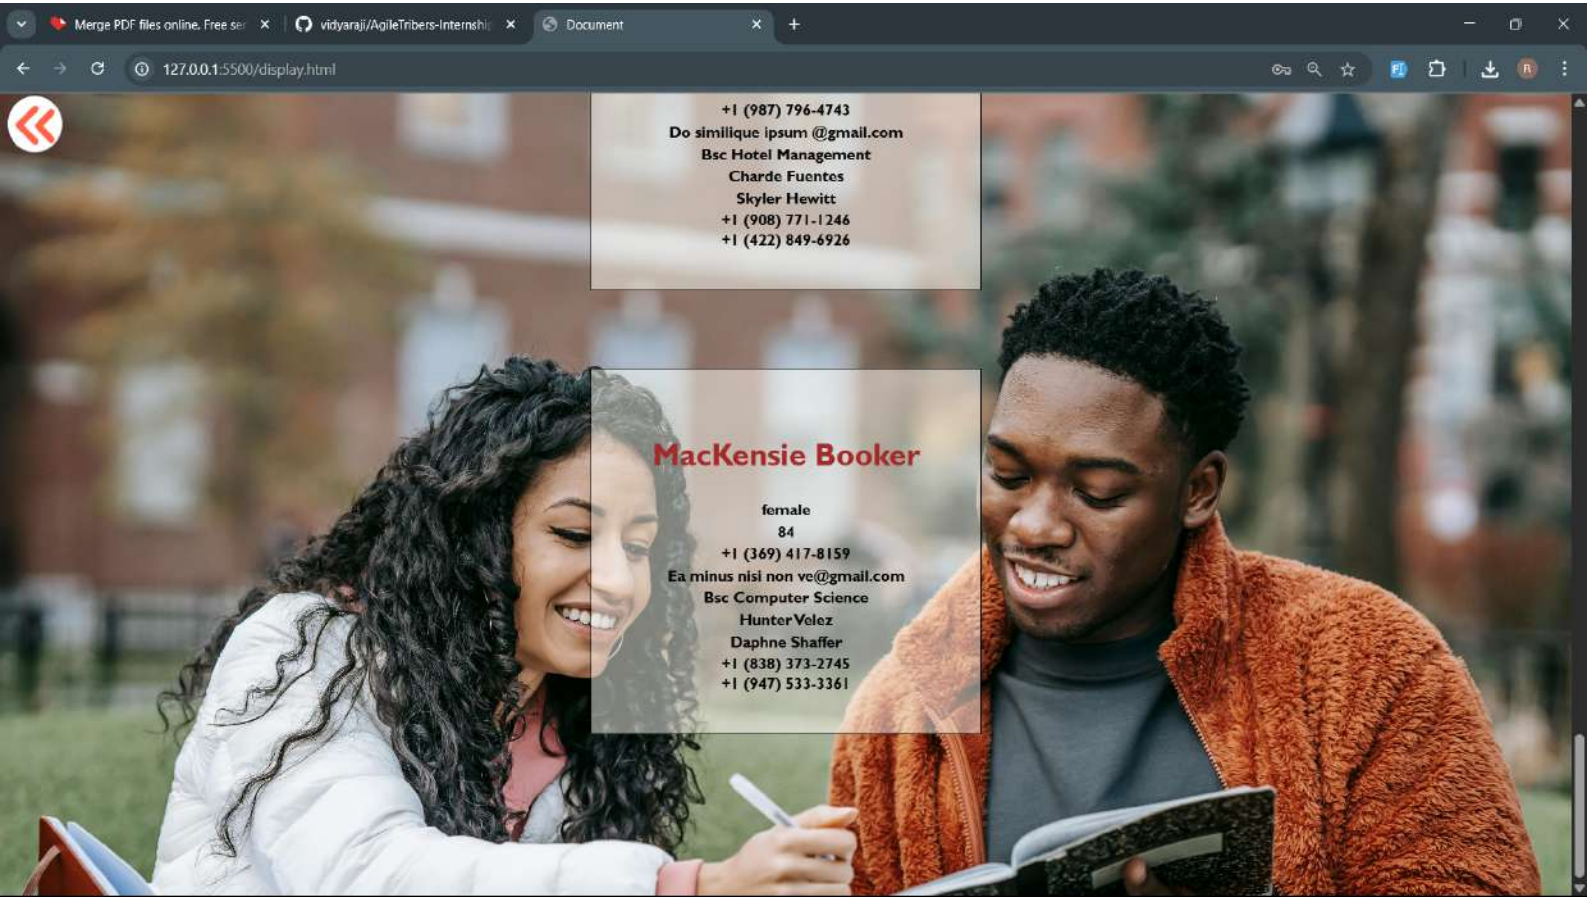 Merge PDF files online. Free ser
vidyaraji/AgileTribers-Internshi
Document
127.0.0.1:5500/display.html
R
+1 (987) 796-4743
Do similique ipsum @gmail.com
Bsc Hotel Management
Charde Fuentes
Skyler Hewitt
+1 (908) 771-1246
+1 (422) 849-6926
MacKensie Booker
female
84
+1 (369) 417-8159
Ea minus nisi non ve@gmail.com
Bsc Computer Science
Hunter Velez
Daphne Shaffer
+1 (838) 373-2745
+1 (947) 533-3361